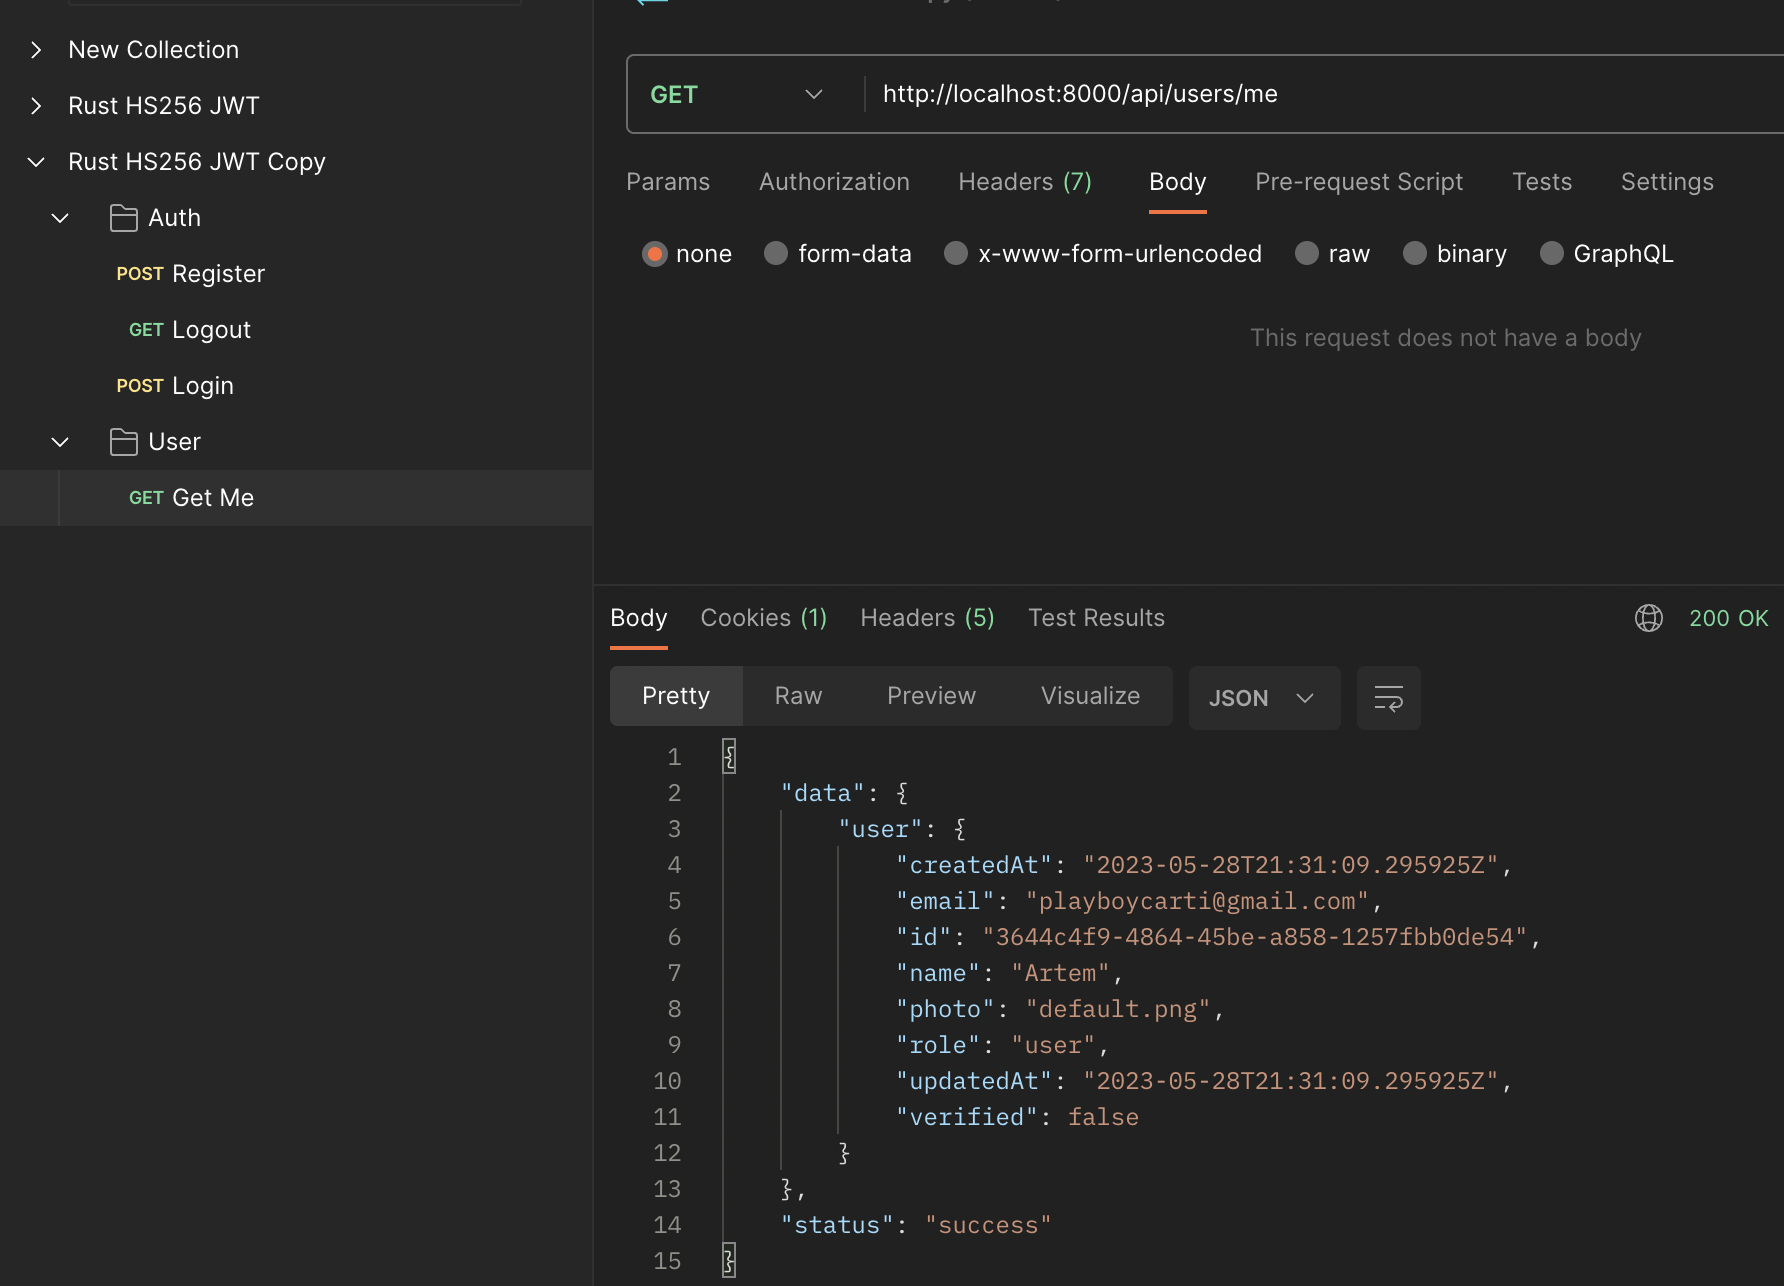 New Collection
Rust HS256 JWT
Rust HS256 JWT Copy
Auth
POST Register
GET Logout
POST Login
User
GET Get Me
GET http://localhost:8000/api/users/me
Params Authorization Headers (7) Body Pre-request Script Tests Settings
none form-data x-www-form-urlencoded raw binary GraphQL
This request does not have a body
Body Cookies (1) Headers (5) Test Results 200 OK
Pretty Raw Preview Visualize JSON
1 {
2 "data": {
3 "user": {
4 "createdAt": "2023-05-28T21:31:09.295925Z",
5 "email": "playboycarti@gmail.com",
6 "id": "3644c4f9-4864-45be-a858-1257fbb0de54",
7 "name": "Artem",
8 "photo": "default.png",
9 "role": "user",
10 "updatedAt": "2023-05-28T21:31:09.295925Z",
11 "verified": false
12 }
13 },
14 "status": "success"
15 }